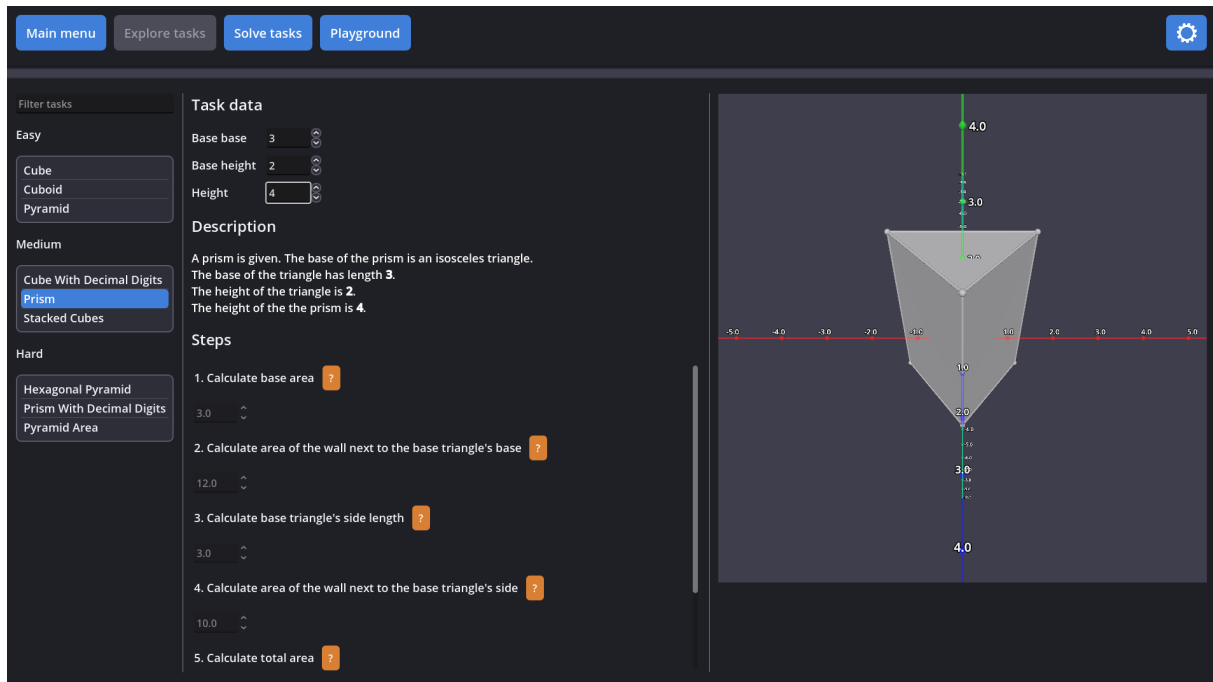 Main menu
Explore tasks
Solve tasks
Playground
Filter tasks
Easy
Cube
Cuboid
Pyramid
Medium
Cube With Decimal Digits
Prism
Stacked Cubes
Hard
Hexagonal Pyramid
Prism With Decimal Digits
Pyramid Area
Task data
Base base 3
Base height 2
Height 4
Description
A prism is given. The base of the prism is an isosceles triangle.
The base of the triangle has length 3.
The height of the triangle is 2.
The height of the the prism is 4.
Steps
1. Calculate base area ?
3.0
2. Calculate area of the wall next to the base triangle's base ?
12.0
3. Calculate base triangle's side length ?
3.0
4. Calculate area of the wall next to the base triangle's side ?
10.0
5. Calculate total area ?
4.0
3.0
2.0
-5.0 -4.0 -3.0 -2.0 -1.0 1.0 2.0 3.0 4.0 5.0
1.0
2.0
3.0
4.0